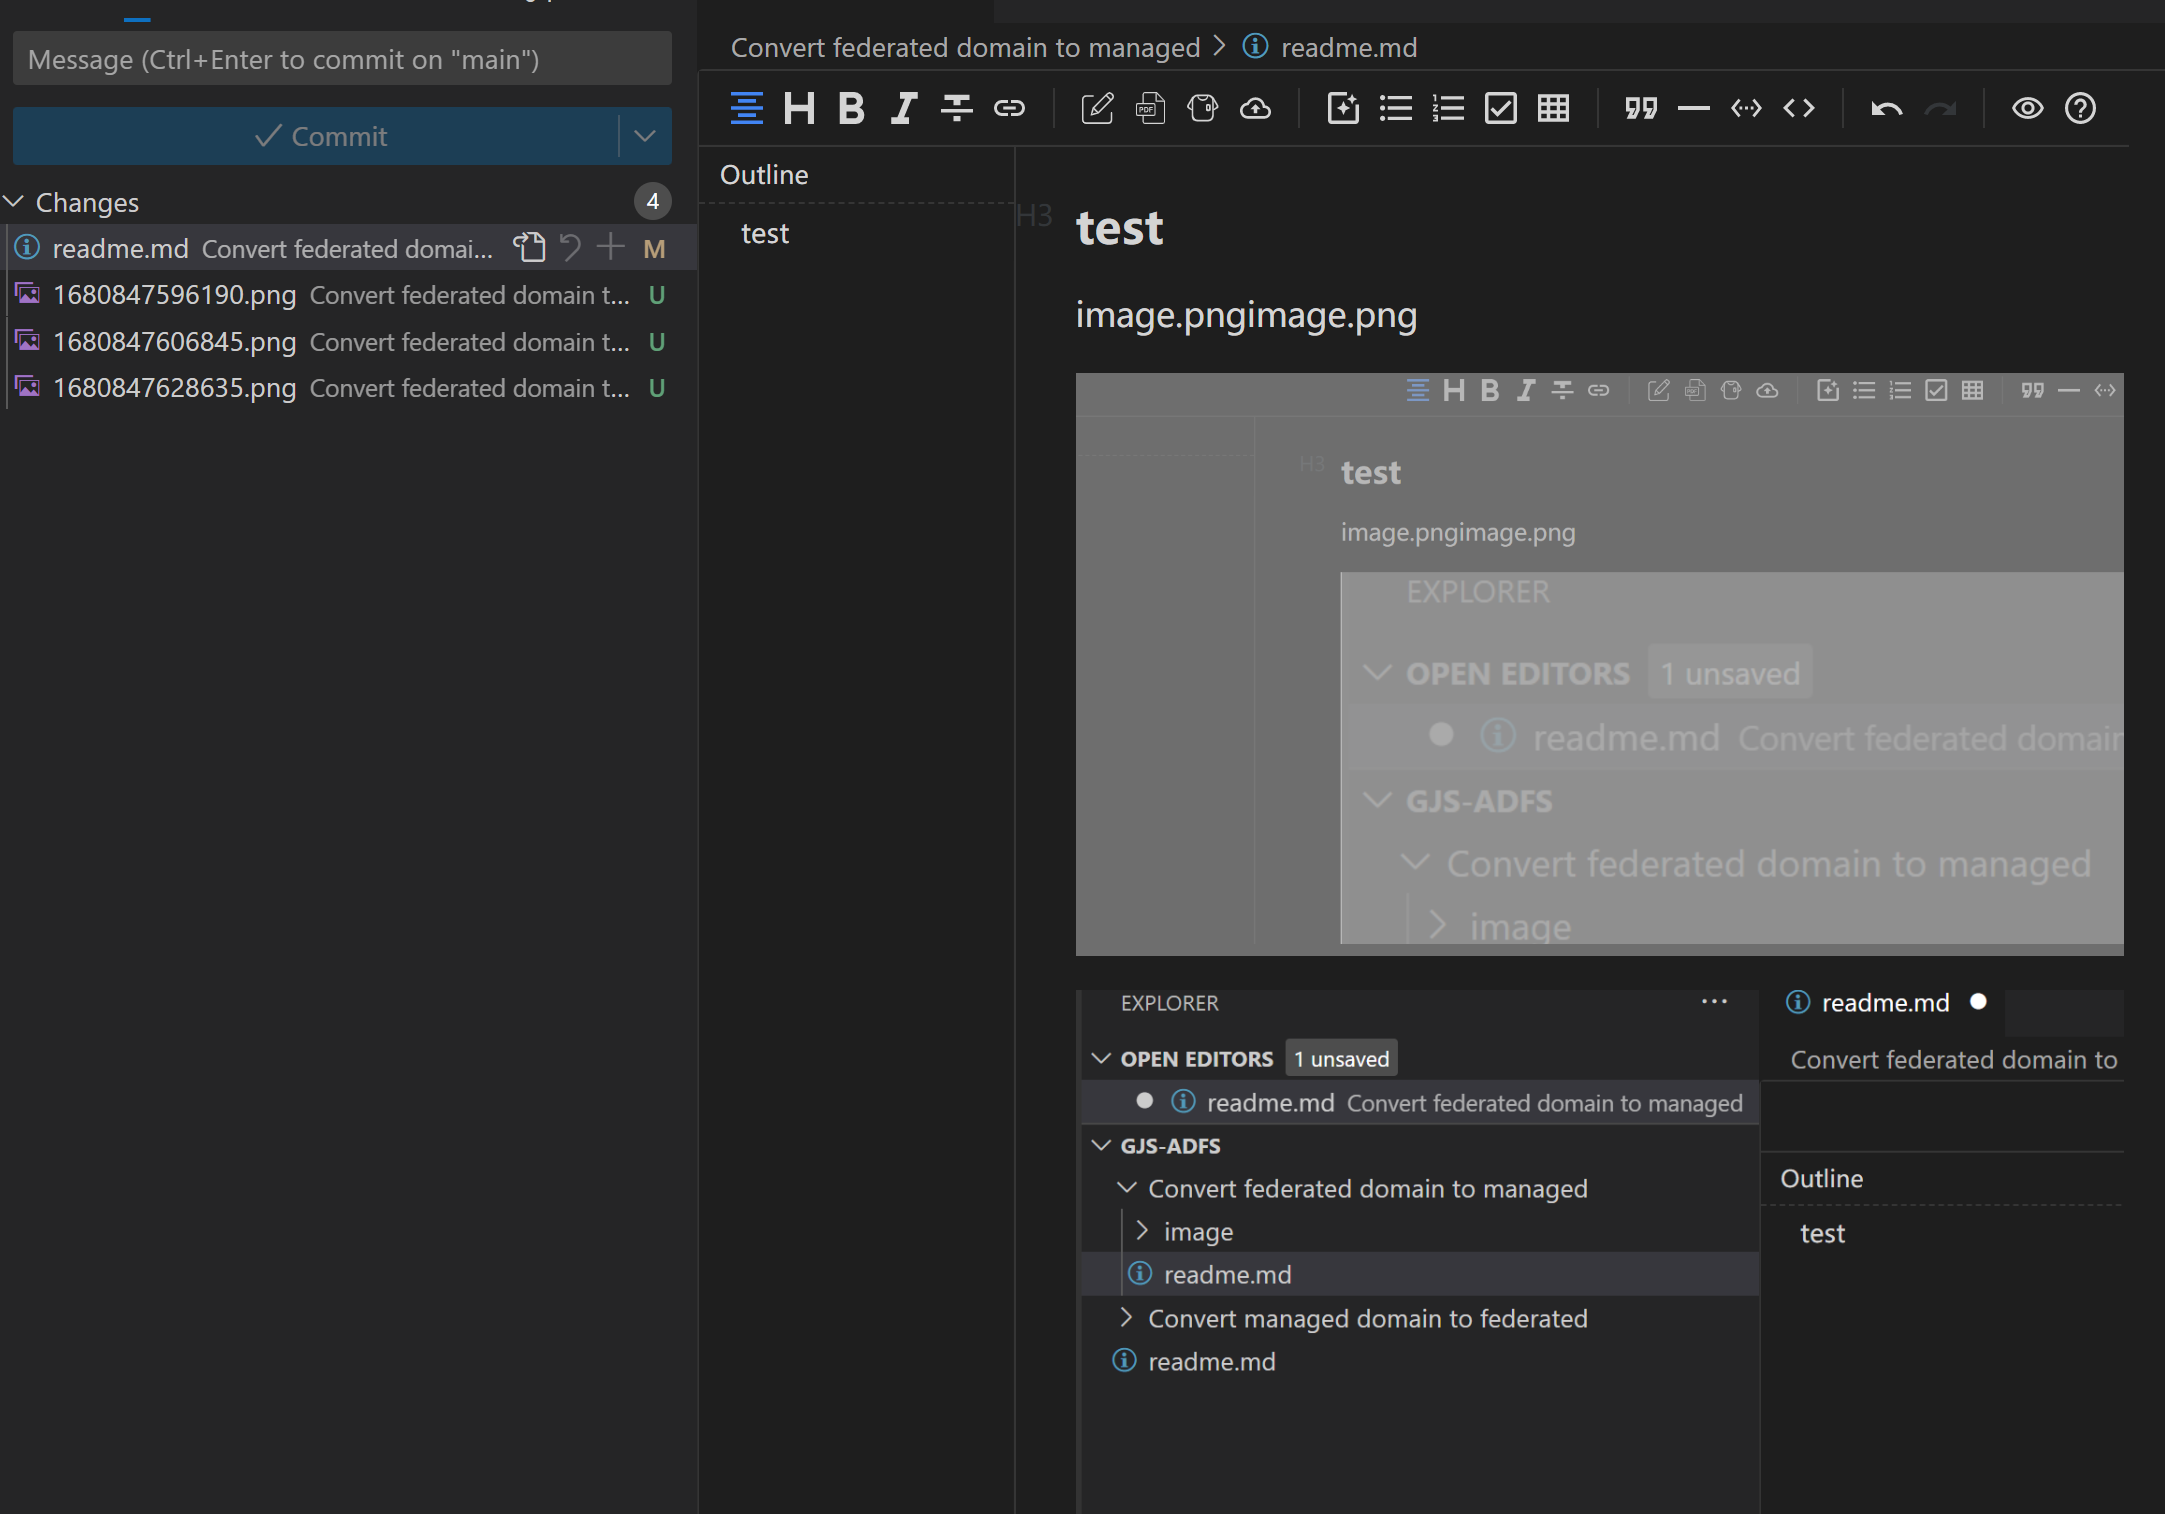 Message (Ctrl+Enter to commit on "main")
Commit
Changes 4
readme.md Convert federated domai... M
1680847596190.png Convert federated domain t... U
1680847606845.png Convert federated domain t... U
1680847628635.png Convert federated domain t... U
Convert federated domain to managed > readme.md
H B I PDF
Outline
test
H3 test
image.pngimage.png
H B I PDF
H3 test
image.pngimage.png
EXPLORER
OPEN EDITORS 1 unsaved
readme.md Convert federated domain
GJS-ADFS
Convert federated domain to managed
image
EXPLORER ...
OPEN EDITORS 1 unsaved
readme.md Convert federated domain to managed
GJS-ADFS
Convert federated domain to managed
image
readme.md
Convert managed domain to federated
readme.md
readme.md
Convert federated domain to
Outline
test